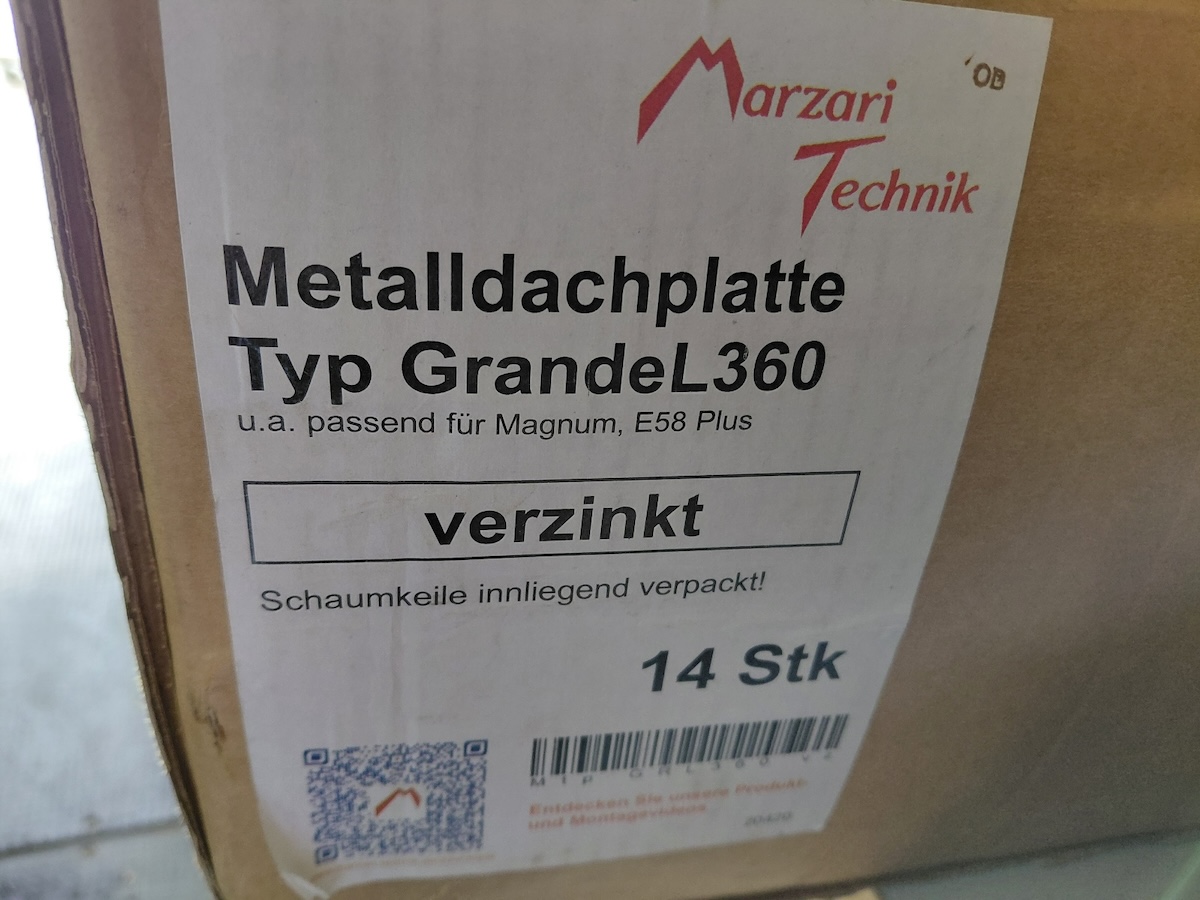 Marzari
Technik
Metalldachplatte
Typ GrandeL360
u.a. passend für Magnum, E58 Plus
verzinkt
Schaumkeile innliegend verpackt!
14 Stk
Entdecken Sie unsere Produkt-
und Montagevideos